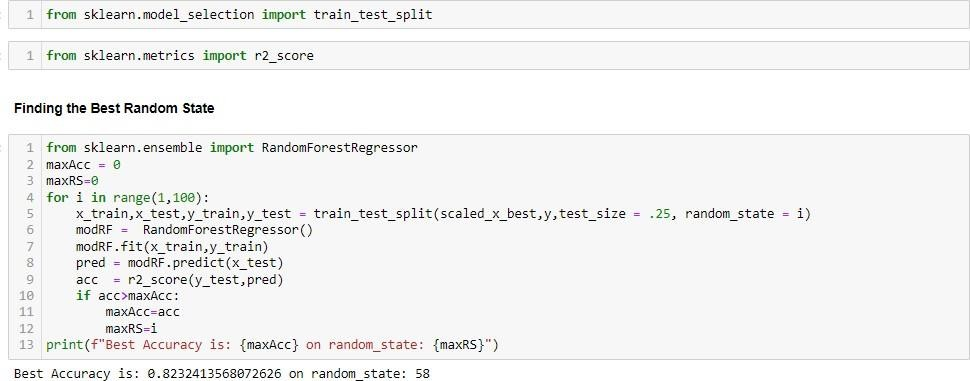 1 from sklearn.model_selection import train_test_split
1 from sklearn.metrics import r2_score
Finding the Best Random State
1 from sklearn.ensemble import RandomForestRegressor
2 maxAcc = 0
3 maxRS=0
4 for i in range(1,100):
5     x_train,x_test,y_train,y_test = train_test_split(scaled_x_best,y,test_size = .25, random_state = i)
6     modRF =  RandomForestRegressor()
7     modRF.fit(x_train,y_train)
8     pred = modRF.predict(x_test)
9     acc  = r2_score(y_test,pred)
10     if acc>maxAcc:
11         maxAcc=acc
12         maxRS=i
13 print(f"Best Accuracy is: {maxAcc} on random_state: {maxRS}")
Best Accuracy is: 0.8232413568072626 on random_state: 58